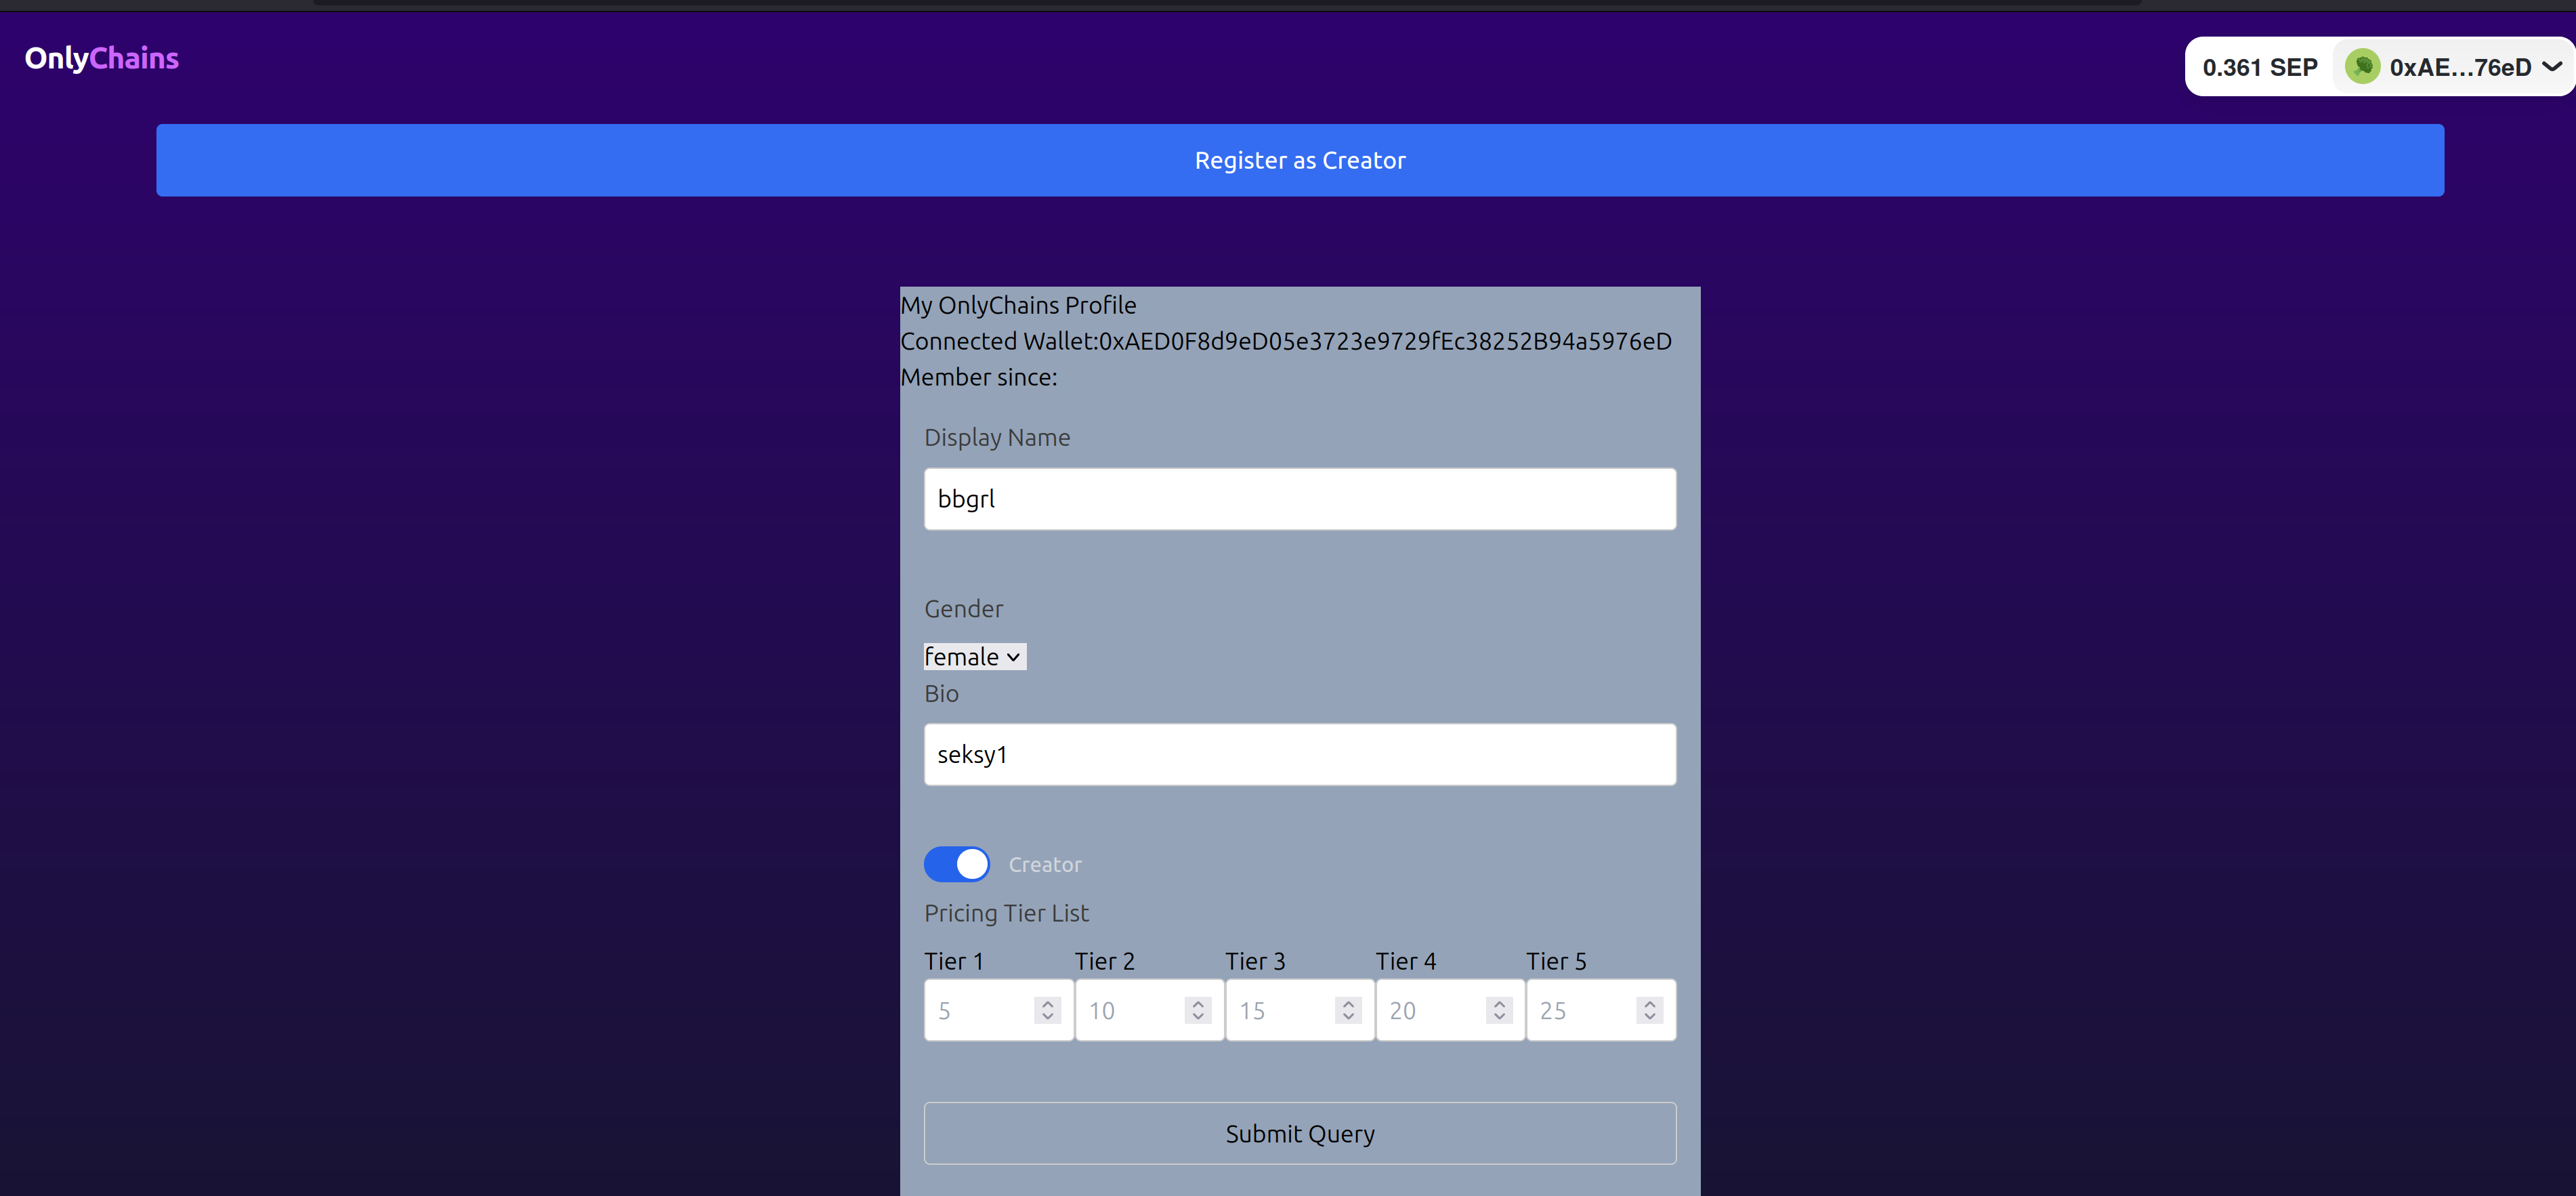 OnlyChains
0.361 SEP 0xAE...76eD
Register as Creator
My OnlyChains Profile
Connected Wallet:0xAED0F8d9eD05e3723e9729fEc38252B94a5976eD
Member since:
Display Name
bbgrl
Gender
female
Bio
seksy1
Creator
Pricing Tier List
Tier 1 Tier 2 Tier 3 Tier 4 Tier 5
5 10 15 20 25
Submit Query